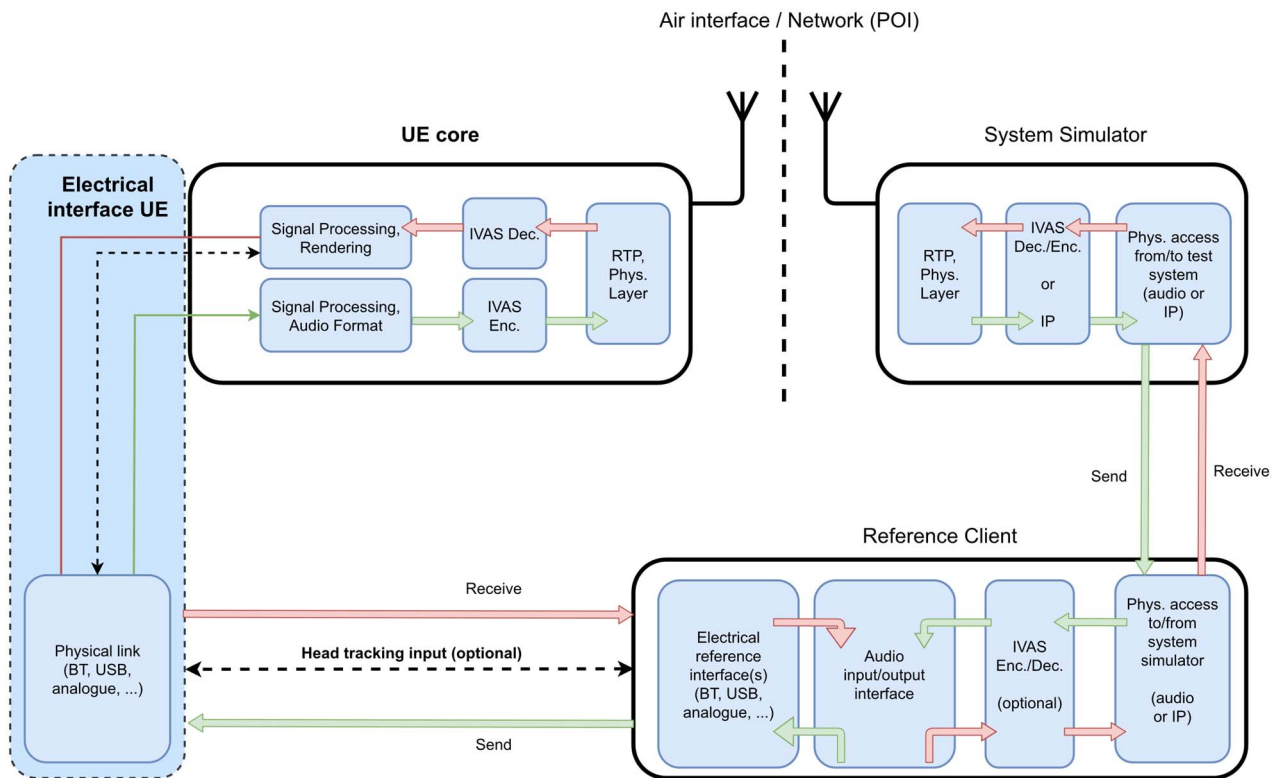 Air interface / Network (POI)
UE core
System Simulator
Electrical
interface UE
Signal Processing,
Rendering
IVAS Dec.
RTP,
Phys.
Layer
Signal Processing,
Audio Format
IVAS
Enc.
RTP,
Phys.
Layer
IVAS
Dec./Enc.
or
IP
Phys. access
from/to test
system
(audio or
IP)
Send
Receive
Reference Client
Receive
Head tracking input (optional)
Send
Physical link
(BT, USB,
analogue, ...)
Electrical
reference
interface(s)
(BT, USB,
analogue, ...)
Audio
input/output
interface
IVAS
Enc./Dec.
(optional)
Phys. access
to/from
system
simulator
(audio
or IP)